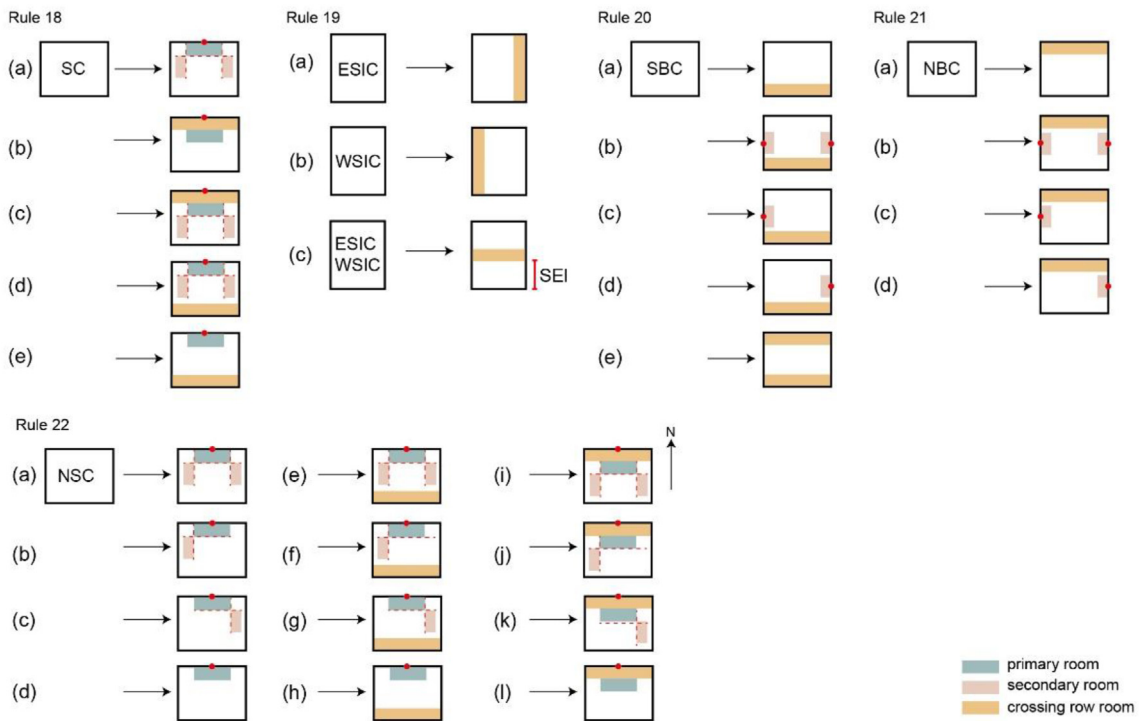 Rule 18
(a) SC
(b)
(c)
(d)
(e)
Rule 19
(a) ESIC
(b) WSIC
(c) ESIC
WSIC
SEI
Rule 20
(a) SBC
(b)
(c)
(d)
(e)
Rule 21
(a) NBC
(b)
(c)
(d)
Rule 22
(a) NSC
(b)
(c)
(d)
(e)
(f)
(g)
(h)
(i)
(j)
(k)
(l)
N
primary room
secondary room
crossing row room